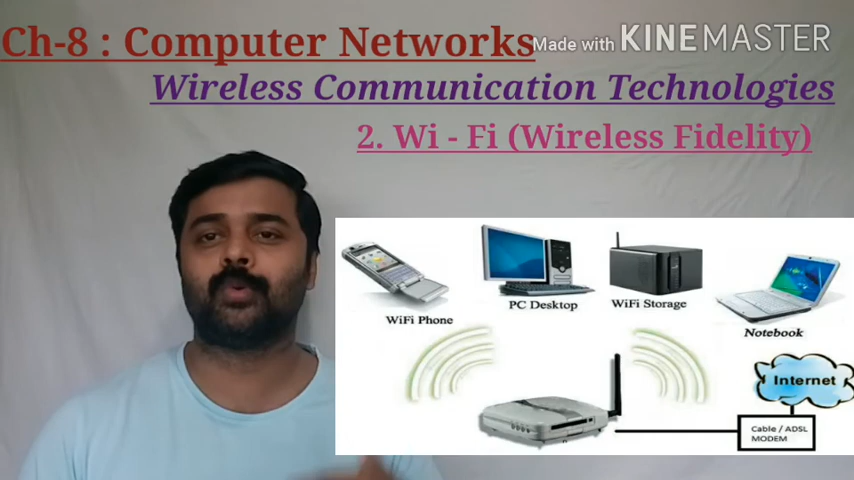 Ch-8 : Computer Networks
Made with KINEMASTER
Wireless Communication Technologies
2. Wi - Fi (Wireless Fidelity)
WiFi Phone
PC Desktop
WiFi Storage
Notebook
Internet
Cable / ADSL
MODEM